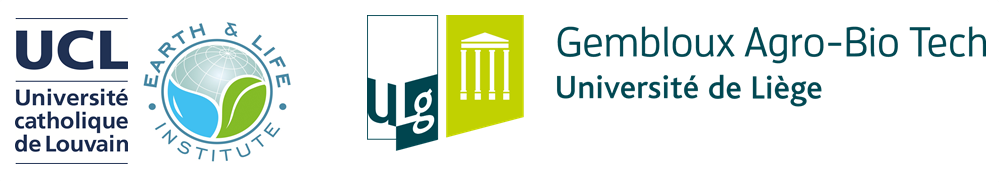 UCL
Université
catholique
de Louvain
EARTH & LIFE
INSTITUTE
ULg
Gembloux Agro-Bio Tech
Université de Liège